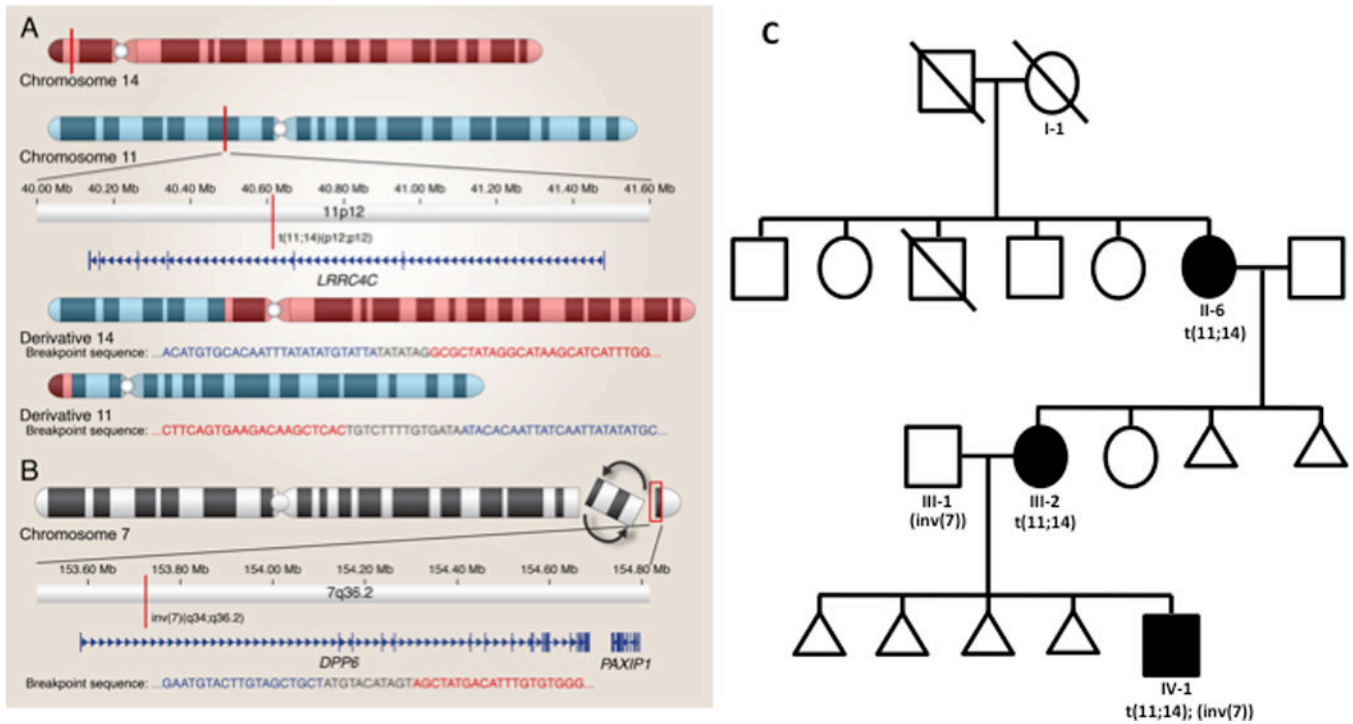 A
Chromosome 14
Chromosome 11
40.00 Mb 40.20 Mb 40.40 Mb 40.60 Mb 40.80 Mb 41.00 Mb 41.20 Mb 41.40 Mb 41.60 Mb
11p12
t(11;14)(p12;p12)
LRRC4C
Derivative 14
Breakpoint sequence: ...ACATGTGCACAATTTATATATGTATTATATATAGGCGCTATAGGCATAAGCATCATTTGG...
Derivative 11
Breakpoint sequence: ...CTTCAGTGAAGACAAGCTCACTGTCTTTTGTGATAATACACAATTATCAATTATATATGC...
B
Chromosome 7
153.60 Mb 153.80 Mb 154.00 Mb 154.20 Mb 154.40 Mb 154.60 Mb 154.80 Mb
7q36.2
inv(7)(q34;q36.2)
DPP6 PAXIP1
Breakpoint sequence: ...GAATGTACTTGTAGCTGCTATGTACATAGTAGCTATGACATTTGTGTGGG...
C
I-1
II-6
t(11;14)
III-1 III-2
(inv(7)) t(11;14)
IV-1
t(11;14); (inv(7))